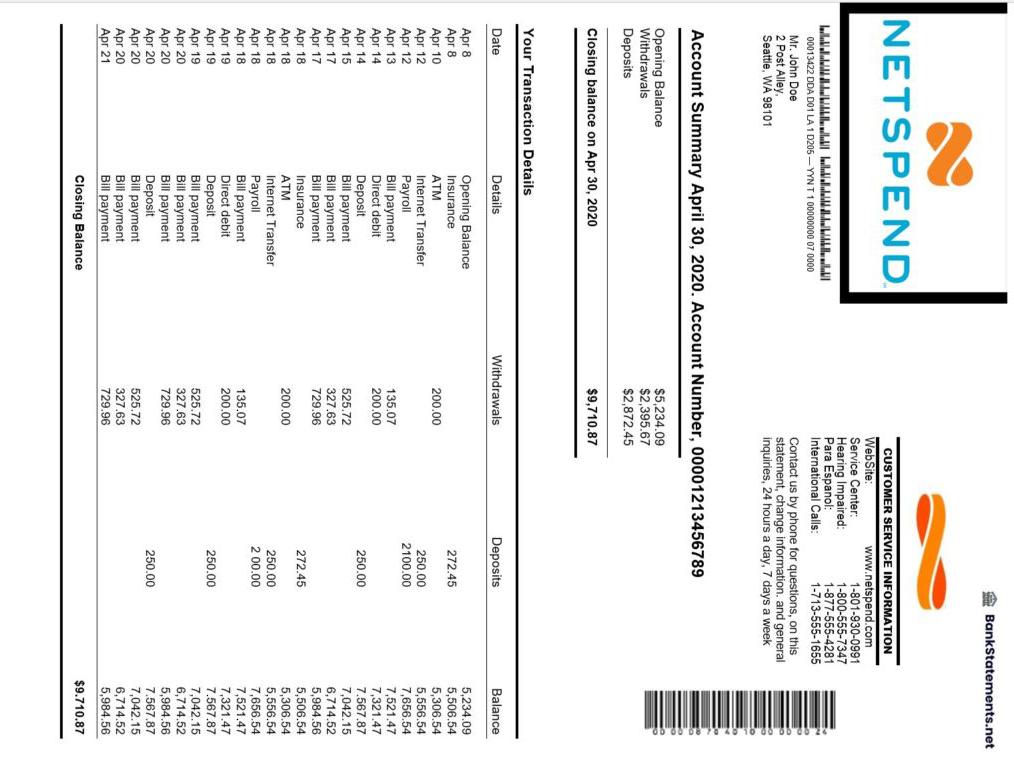 BankStatements.net
NETSPEND
CUSTOMER SERVICE INFORMATION
WebSite: www.netspend.com
Service Center: 1-801-930-0991
Hearing Impaired: 1-800-555-7347
Para Espanol: 1-877-555-4281
International Calls: 1-713-555-1655
00013422 DDA D01 LA 1 D205 — YYN T 1 00000000 07 0000
Mr. John Doe
2 Post Alley,
Seattle, WA 98101
Contact us by phone for questions, on this
statement, change information. and general
inquiries, 24 hours a day, 7 days a week
Account Summary April 30, 2020. Account Number, 00001213456789
Opening Balance $5,234.09
Withdrawals $2,395.67
Deposits $2,872.45
Closing balance on Apr 30, 2020 $9,710.87
Your Transaction Details
Date Details Withdrawals Deposits Balance
Apr 8 Opening Balance 5,234.09
Apr 8 Insurance 272.45 5,506.54
Apr 10 ATM 200.00 5,306.54
Apr 12 Internet Transfer 250.00 5,556.54
Apr 12 Payroll 2100.00 7,656.54
Apr 13 Bill payment 135.07 7,521.47
Apr 14 Direct debit 200.00 7,321.47
Apr 14 Deposit 250.00 7.567.87
Apr 15 Bill payment 525.72 7,042.15
Apr 17 Bill payment 327.63 6,714.52
Apr 17 Bill payment 729.96 5,984.56
Apr 18 Insurance 272.45 5,506.54
Apr 18 ATM 200.00 5,306.54
Apr 18 Internet Transfer 250.00 5,556.54
Apr 18 Payroll 2 00.00 7,656.54
Apr 18 Bill payment 135.07 7,521.47
Apr 19 Direct debit 200.00 7,321.47
Apr 19 Deposit 250.00 7.567.87
Apr 19 Bill payment 525.72 7,042.15
Apr 20 Bill payment 327.63 6,714.52
Apr 20 Bill payment 729.96 5,984.56
Apr 20 Deposit 250.00 7.567.87
Apr 20 Bill payment 525.72 7,042.15
Apr 20 Bill payment 327.63 6,714.52
Apr 21 Bill payment 729.96 5,984.56
Closing Balance $9.710.87